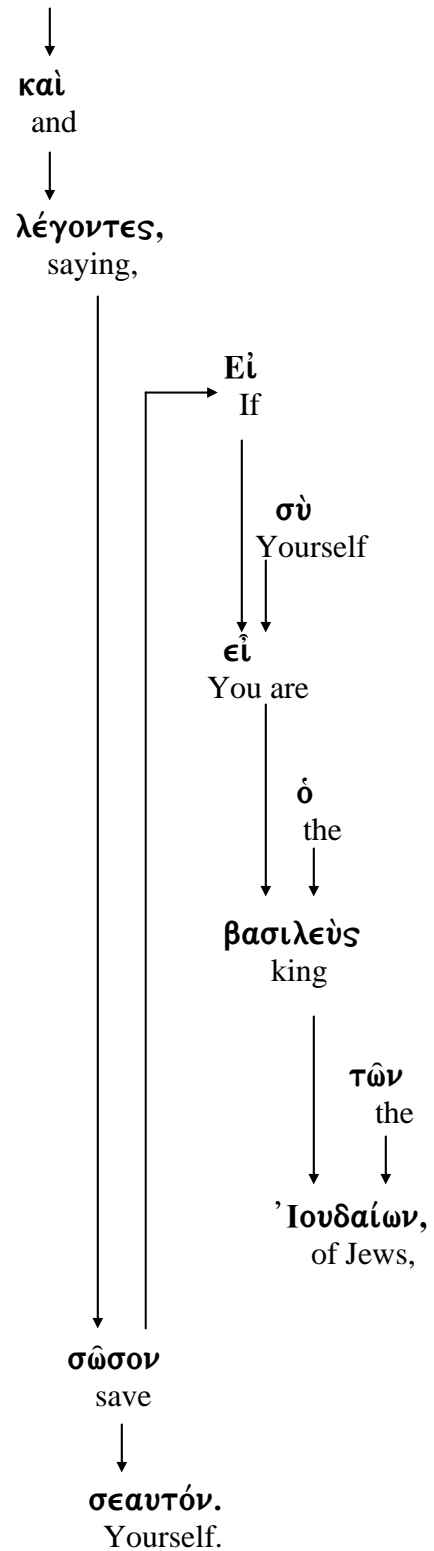 καὶ
and
λέγοντες,
saying,
Εἰ
If
σὺ
Yourself
εἶ
You are
ὁ
the
βασιλεὺς
king
τῶν
the
Ἰουδαίων,
of Jews,
σῶσον
save
σεαυτόν.
Yourself.